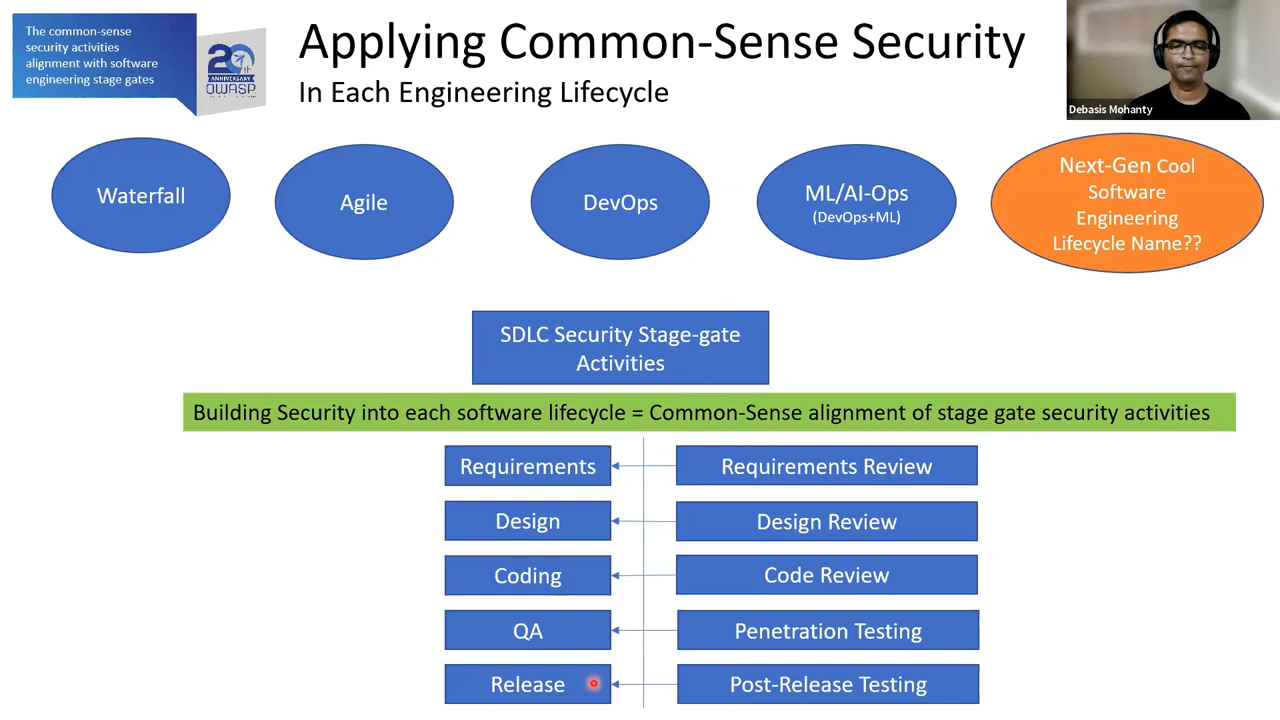 The common-sense
security activities
alignment with software
engineering stage gates
20
ANNIVERSARY
OWASP
Applying Common-Sense Security
In Each Engineering Lifecycle
Debasis Mohanty
Waterfall
Agile
DevOps
ML/AI-Ops
(DevOps+ML)
Next-Gen Cool
Software
Engineering
Lifecycle Name??
SDLC Security Stage-gate
Activities
Building Security into each software lifecycle = Common-Sense alignment of stage gate security activities
Requirements
Requirements Review
Design
Design Review
Coding
Code Review
QA
Penetration Testing
Release
Post-Release Testing